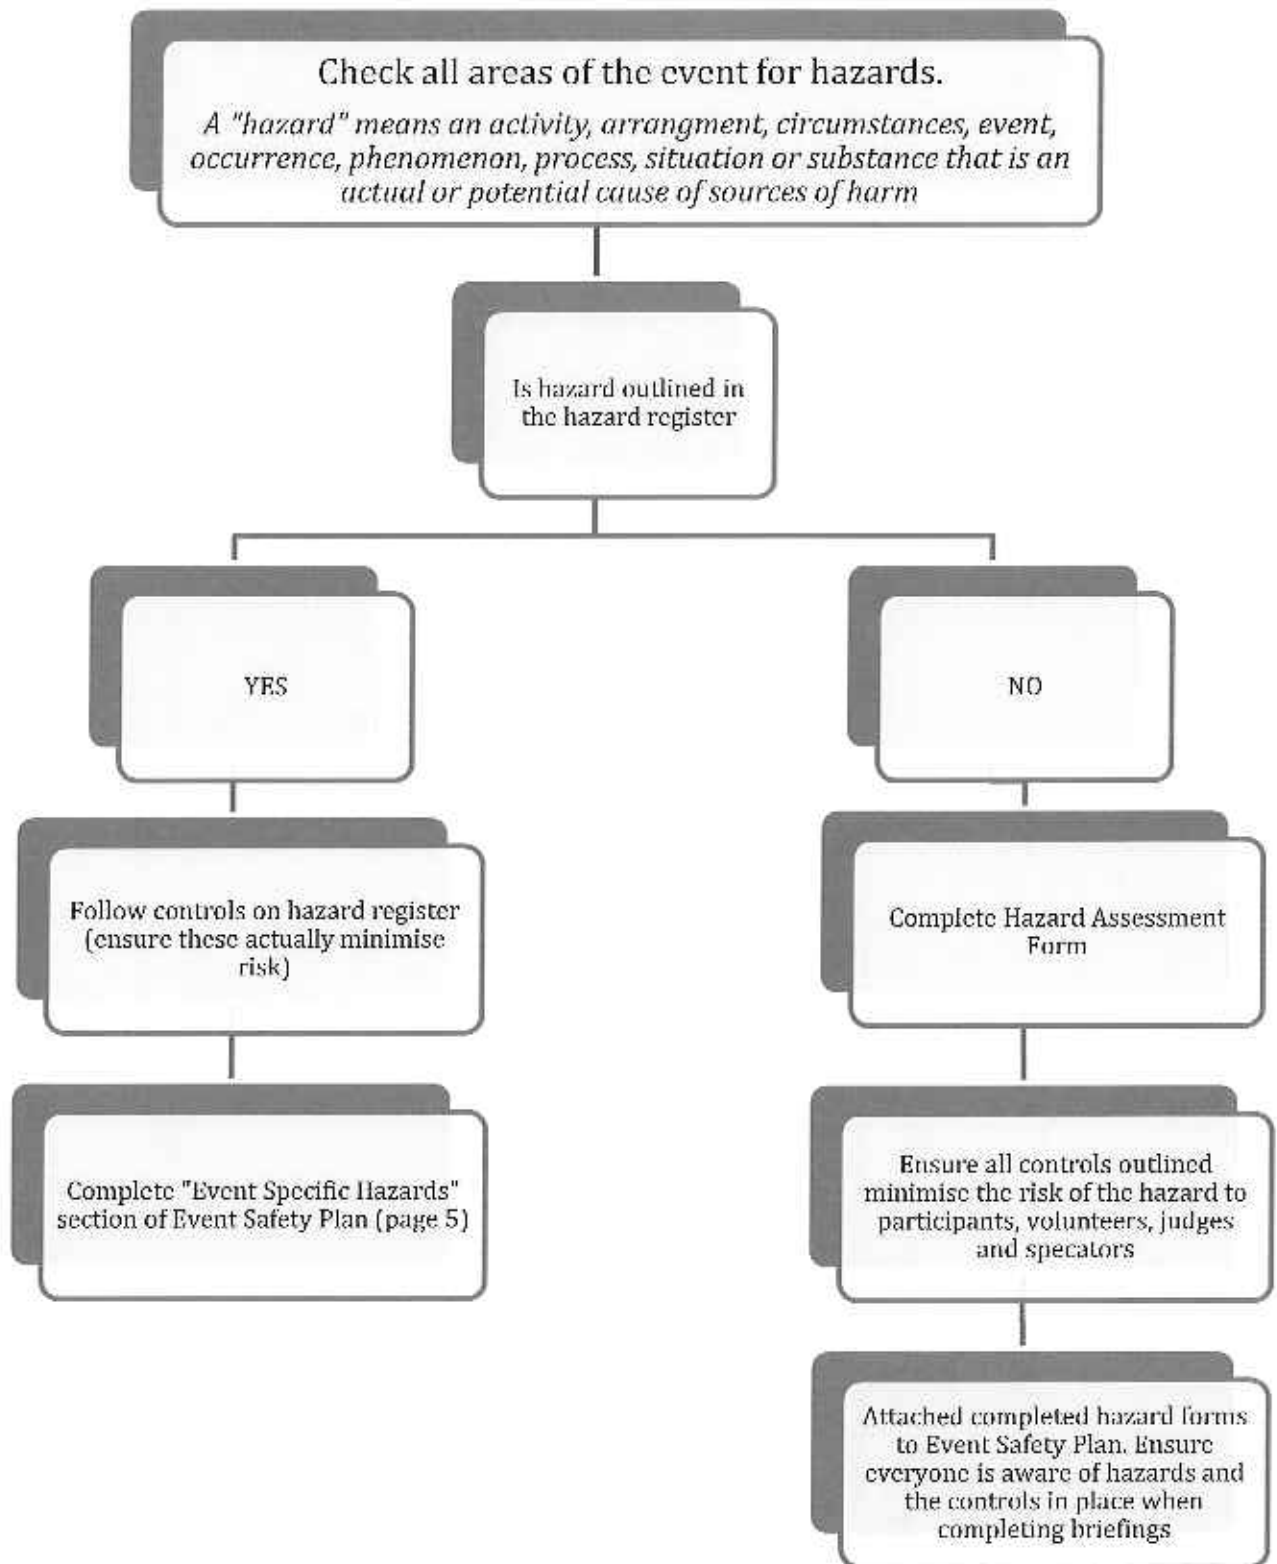 Check all areas of the event for hazards.
A "hazard" means an activity, arrangment, circumstances, event,
occurrence, phenomenon, process, situation or substance that is an
actual or potential cause of sources of harm
Is hazard outlined in
the hazard register
YES
NO
Follow controls on hazard register
(ensure these actually minimise
risk)
Complete Hazard Assessment
Form
Complete "Event Specific Hazards"
section of Event Safety Plan (page 5)
Ensure all controls outlined
minimise the risk of the hazard to
participants, volunteers, judges
and specators
Attached completed hazard forms
to Event Safety Plan. Ensure
everyone is aware of hazards and
the controls in place when
completing briefings